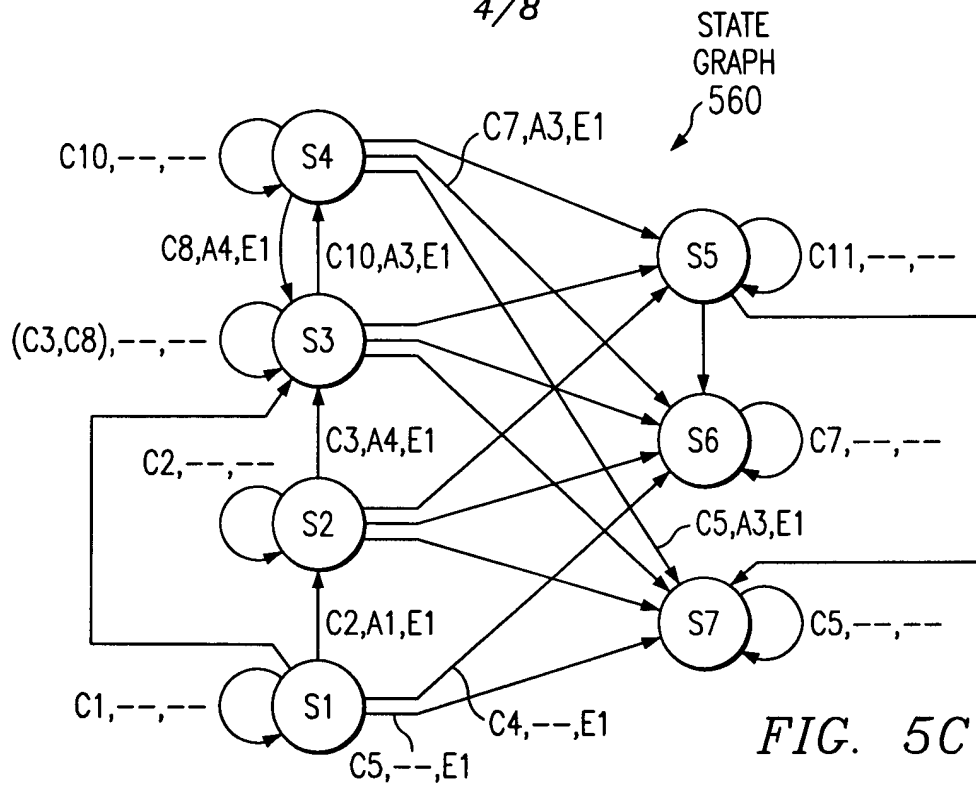 4/8
STATE
GRAPH
560
C7,A3,E1
S4
C10,--,--
S5
C11,--,--
C8,A4,E1
C10,A3,E1
S3
(C3,C8),--,--
S6
C7,--,--
C3,A4,E1
C2,--,--
S2
C5,A3,E1
S7
C5,--,--
C2,A1,E1
S1
C1,--,--
C4,--,E1
C5,--,E1
FIG. 5C